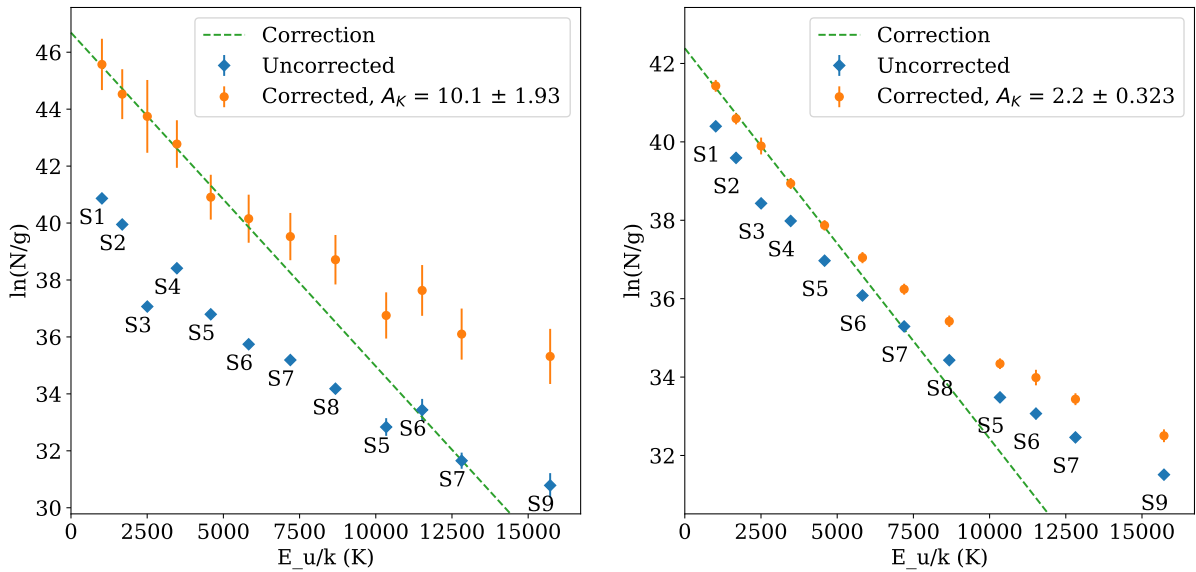 Correction
Uncorrected
Corrected, A_K = 10.1 ± 1.93
46
44
42
40
38
36
34
32
30
ln(N/g)
S1
S2
S3
S4
S5
S6
S7
S8
S5
S6
S7
S9
0
2500
5000
7500
10000
12500
15000
E_u/k (K)
Correction
Uncorrected
Corrected, A_K = 2.2 ± 0.323
42
40
38
36
34
32
ln(N/g)
S1
S2
S3
S4
S5
S6
S7
S8
S5
S6
S7
S9
0
2500
5000
7500
10000
12500
15000
E_u/k (K)